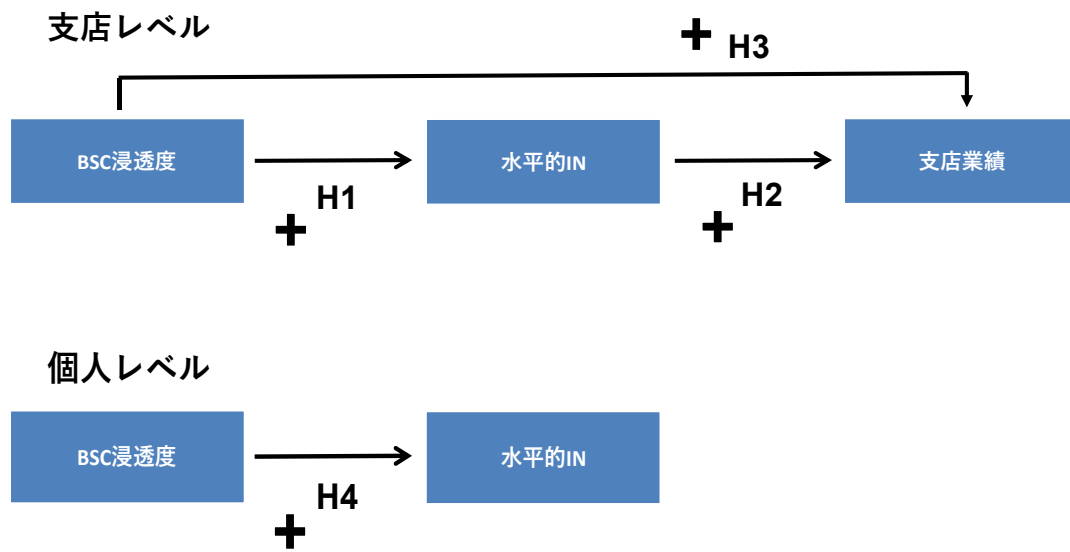 支店レベル
+ H3
BSC浸透度
水平的IN
支店業績
+ H1
+ H2
個人レベル
BSC浸透度
水平的IN
+ H4